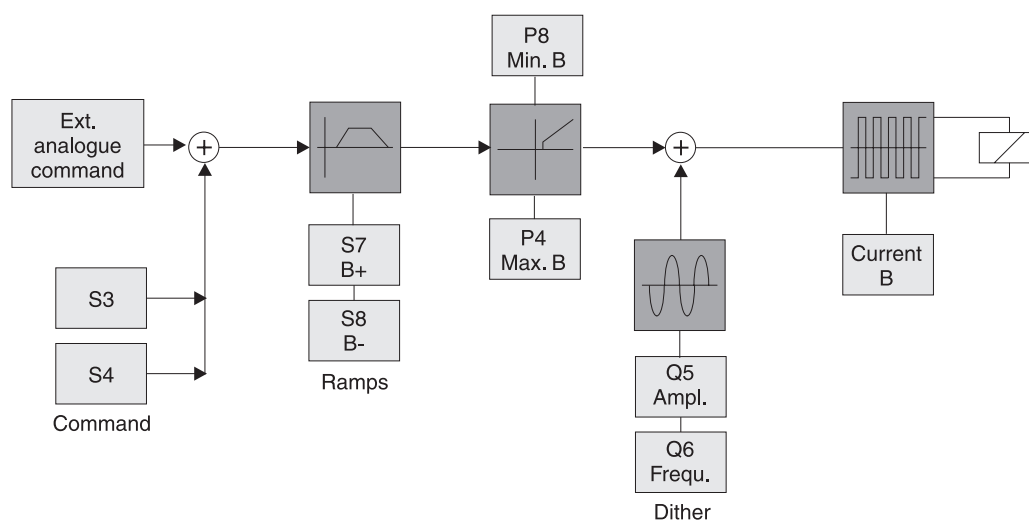 P8
Min. B
Ext.
analogue
command
+
+
S7
B+
P4
Max. B
Current
B
S3
S8
B-
S4
Ramps
Q5
Ampl.
Command
Q6
Frequ.
Dither